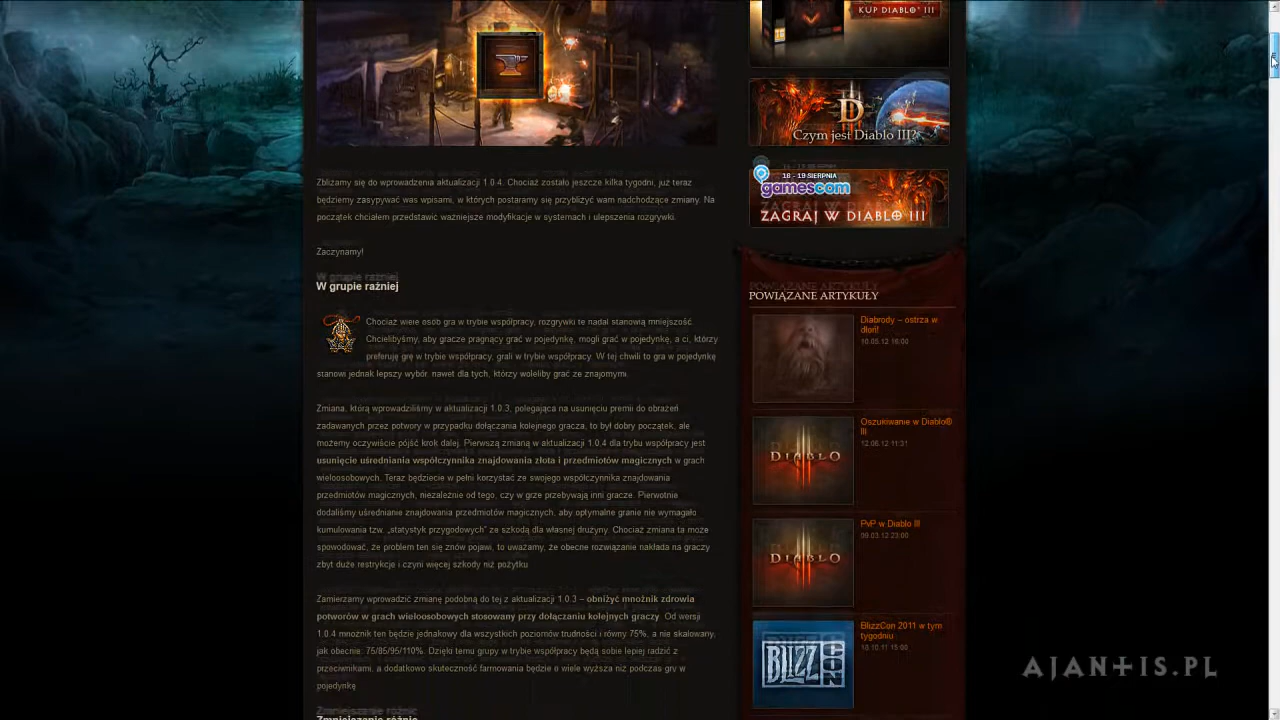 KUP DIABLO® III
Czym jest Diablo III?
16 - 19 SIERPNIA
gamescom
ZAGRAJ W DIABLO III
Zbliżamy się do wprowadzenia aktualizacji 1.0.4. Chociaż zostało jeszcze kilka tygodni, już teraz
będziemy zasypywać was wpisami, w których postaramy się przybliżyć wam nadchodzące zmiany. Na
początek chciałem przedstawić ważniejsze modyfikacje w systemach i ulepszenia rozgrywki.
Zaczynamy!
W grupie raźniej
Chociaż wiele osób gra w trybie współpracy, rozgrywki te nadal stanowią mniejszość.
Chcielibyśmy, aby gracze pragnący grać w pojedynkę, mogli grać w pojedynkę, a ci, którzy
preferują grę w trybie współpracy, grali w trybie współpracy. W tej chwili to gra w pojedynkę
stanowi jednak lepszy wybór, nawet dla tych, którzy woleliby grać ze znajomymi.
Zmiana, którą wprowadziliśmy w aktualizacji 1.0.3, polegająca na usunięciu premii do obrażeń
zadawanych przez potwory w przypadku dołączania kolejnego gracza, to był dobry początek, ale
możemy oczywiście pójść krok dalej. Pierwszą zmianą w aktualizacji 1.0.4 dla trybu współpracy jest
usunięcie uśredniania współczynnika znajdowania złota i przedmiotów magicznych w grach
wieloosobowych. Teraz będziecie w pełni korzystać ze swojego współczynnika znajdowania
przedmiotów magicznych, niezależnie od tego, czy w grze przebywają inni gracze. Pierwotnie
dodaliśmy uśrednianie znajdowania przedmiotów magicznych, aby optymalne granie nie wymagało
kumulowania tzw. „statystyk przygodowych” ze szkodą dla własnej drużyny. Chociaż zmiana ta może
spowodować, że problem ten się znów pojawi, to uważamy, że obecne rozwiązanie nakłada na graczy
zbyt duże restrykcje i czyni więcej szkody niż pożytku.
Zamierzamy wprowadzić zmianę podobną do tej z aktualizacji 1.0.3 – obniżyć mnożnik zdrowia
potworów w grach wieloosobowych stosowany przy dołączaniu kolejnych graczy. Od wersji
1.0.4 mnożnik ten będzie jednakowy dla wszystkich poziomów trudności i równy 75%, a nie skalowany,
jak obecnie: 75/85/95/110%. Dzięki temu grupy w trybie współpracy będą sobie lepiej radzić z
przeciwnikami, a dodatkowo skuteczność farmowania będzie o wiele wyższa niż podczas gry w
pojedynkę.
Zmniejszanie różnic
POWIĄZANE ARTYKUŁY
Diabrody – ostrza w
dłoń!
10.05.12 16:00
DIABLO
Oszukiwanie w Diablo®
III
12.06.12 11:31
DIABLO
PvP w Diablo III
09.03.12 23:00
BLIZZCON
BlizzCon 2011 w tym
tygodniu
18.10.11 15:00
AJANTIS.PL